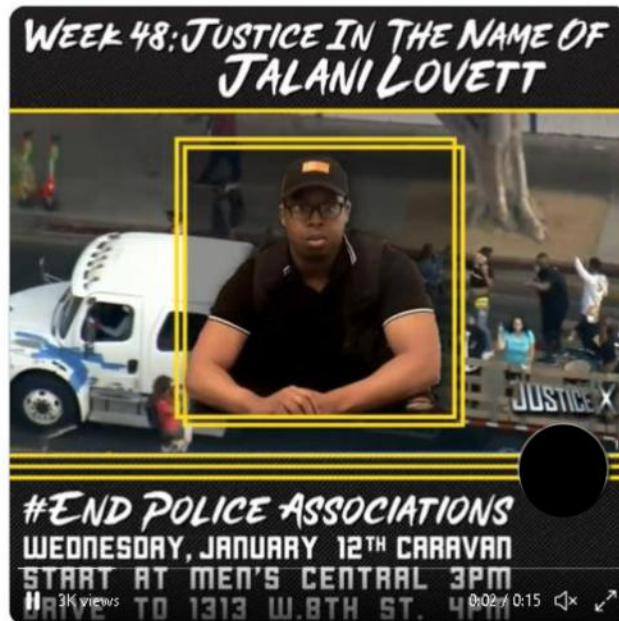 WEEK 48: JUSTICE IN THE NAME OF
JALANI LOVETT
JUSTICE X
#END POLICE ASSOCIATIONS
WEDNESDAY, JANUARY 12TH CARAVAN
START AT MEN'S CENTRAL 3PM
DRIVE TO 1313 W.8TH ST. 4PM
3K views
0:02 / 0:15